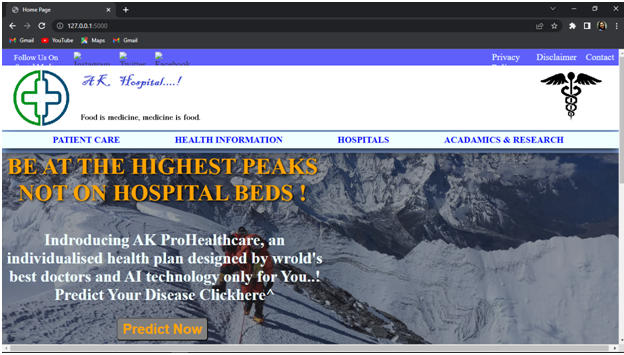 Home Page
127.0.0.1:5000
Gmail YouTube Maps Gmail
Follow Us On Instagram Twitter Facebook Privacy Disclaimer Contact
AK Hospital....!
Food is medicine, medicine is food.
PATIENT CARE HEALTH INFORMATION HOSPITALS ACADAMICS & RESEARCH
BE AT THE HIGHEST PEAKS
NOT ON HOSPITAL BEDS !
Indroducing AK ProHealthcare, an
individualised health plan designed by wrold's
best doctors and AI technology only for You..!
Predict Your Disease Clickhere^
Predict Now